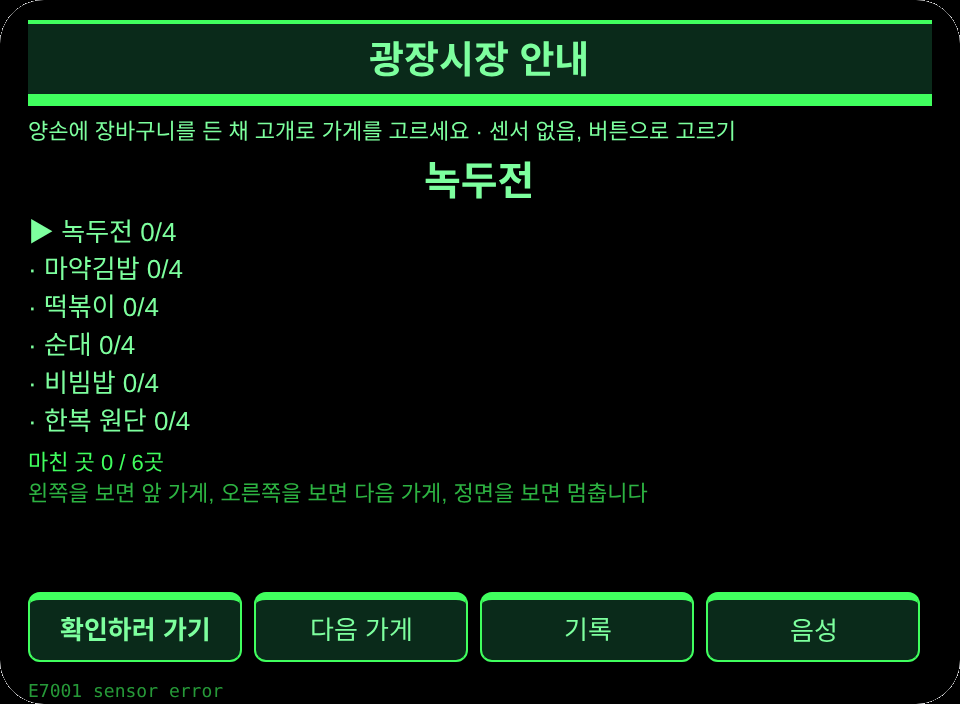 광장시장 안내
양손에 장바구니를 든 채 고개로 가게를 고르세요 · 센서 없음, 버튼으로 고르기
녹두전
▶ 녹두전 0/4
· 마약김밥 0/4
· 떡볶이 0/4
· 순대 0/4
· 비빔밥 0/4
· 한복 원단 0/4
마친 곳 0 / 6곳
왼쪽을 보면 앞 가게, 오른쪽을 보면 다음 가게, 정면을 보면 멈춥니다
확인하러 가기
다음 가게
기록
음성
E7001 sensor error